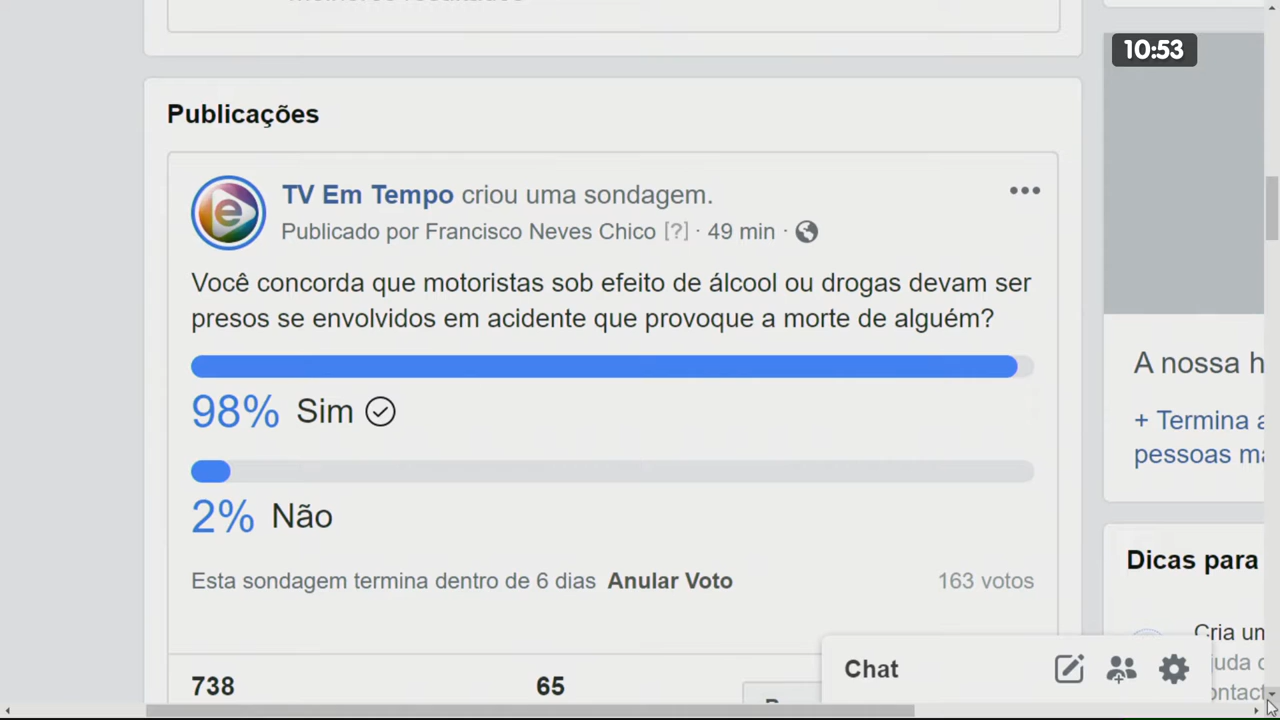 Melhores resultados
10:53
Publicações
TV Em Tempo criou uma sondagem.
Publicado por Francisco Neves Chico [?] · 49 min ·
Você concorda que motoristas sob efeito de álcool ou drogas devam ser
presos se envolvidos em acidente que provoque a morte de alguém?
98% Sim
2% Não
Esta sondagem termina dentro de 6 dias Anular Voto 163 votos
738 65
A nossa h
+ Termina a
pessoas ma
Dicas para
Cria um
juda
ontact
Chat